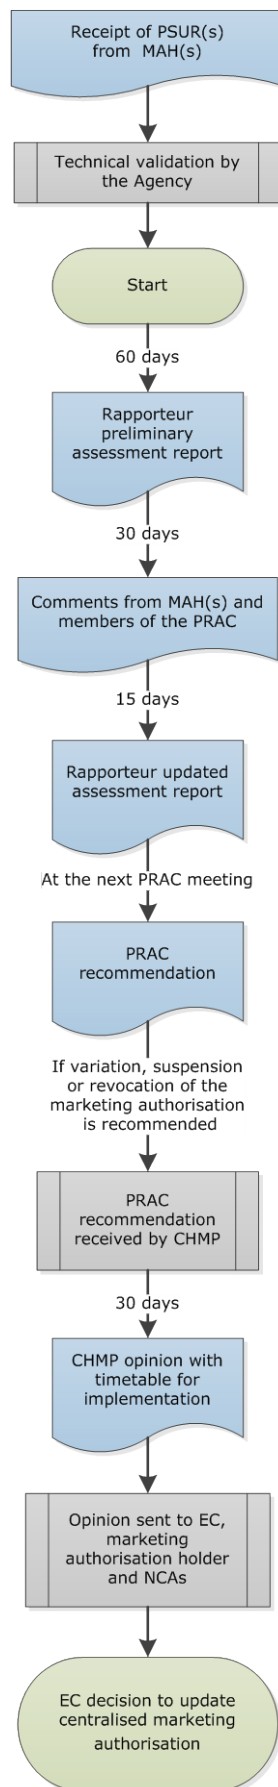 Receipt of PSUR(s)
from MAH(s)
Technical validation by
the Agency
Start
60 days
Rapporteur
preliminary
assessment report
30 days
Comments from MAH(s) and
members of the PRAC
15 days
Rapporteur updated
assessment report
At the next PRAC meeting
PRAC
recommendation
If variation, suspension
or revocation of the
marketing authorisation
is recommended
PRAC
recommendation
received by CHMP
30 days
CHMP opinion with
timetable for
implementation
Opinion sent to EC,
marketing
authorisation holder
and NCAs
EC decision to update
centralised marketing
authorisation